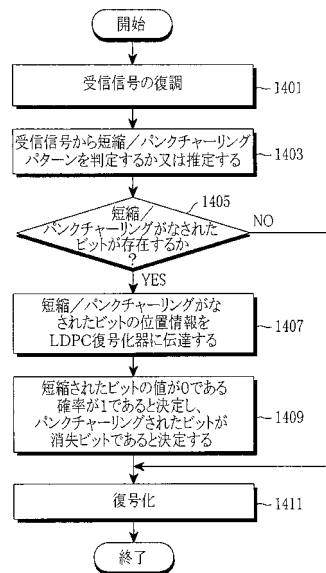 開始
受信信号の復調
1401
受信信号から短縮／パンクチャーリング
パターンを判定するか又は推定する
1403
1405
短縮／
パンクチャーリングがなされた
ビットが存在するか
?
NO
YES
短縮／パンクチャーリングがな
されたビットの位置情報を
LDPC復号化器に伝達する
1407
短縮されたビットの値が0である
確率が1であると決定し、
パンクチャーリングされたビットが
消失ビットであると決定する
1409
復号化
1411
終了